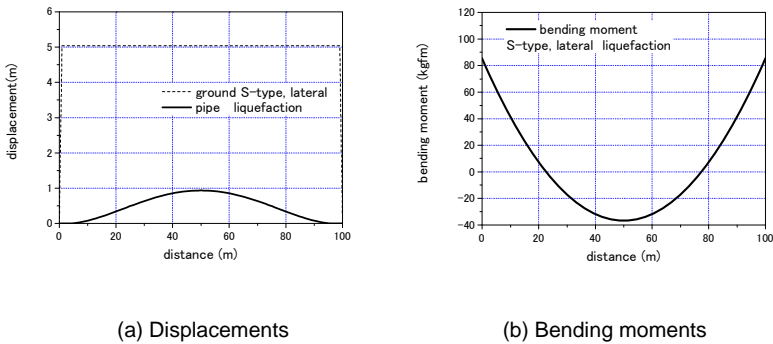 6
5
4
3
2
1
0
displacement(m)
ground S-type, lateral
pipe liquefaction
0 20 40 60 80 100
distance (m)
120
100
80
60
40
20
0
-20
-40
bending moment (kgfm)
bending moment
S-type, lateral liquefaction
0 20 40 60 80 100
distance (m)
(a) Displacements
(b) Bending moments